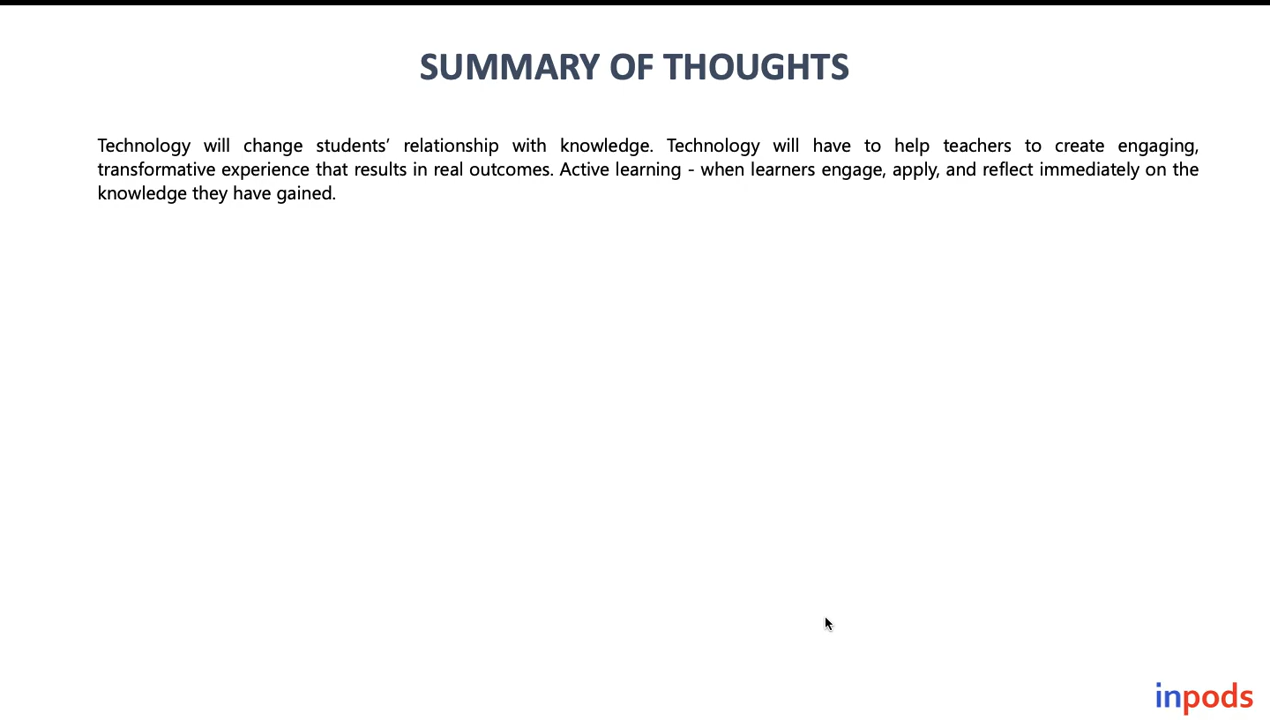 SUMMARY OF THOUGHTS
Technology will change students’ relationship with knowledge. Technology will have to help teachers to create engaging,
transformative experience that results in real outcomes. Active learning - when learners engage, apply, and reflect immediately on the
knowledge they have gained.
inpods